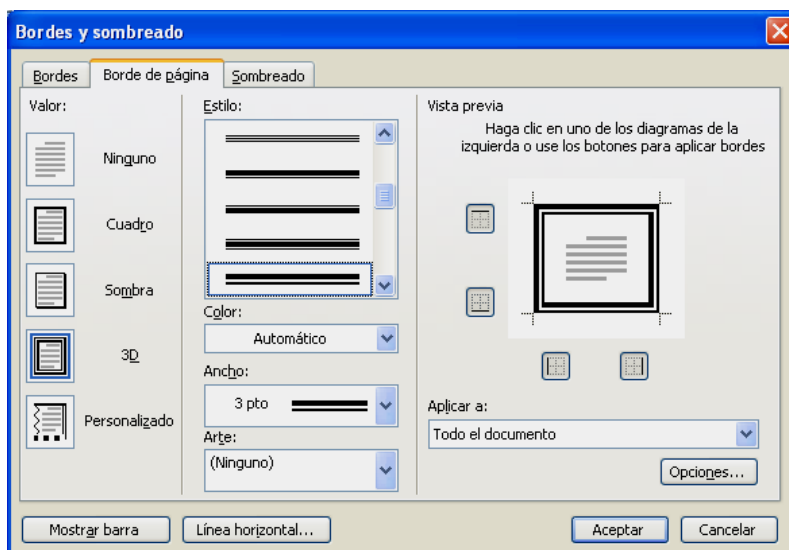 Bordes y sombreado
Bordes
Borde de página
Sombreado
Valor:
Ninguno
Cuadro
Sombra
3D
Personalizado
Estilo:
Color:
Automático
Ancho:
3 pto
Arte:
(Ninguno)
Vista previa
Haga clic en uno de los diagramas de la
izquierda o use los botones para aplicar bordes
Aplicar a:
Todo el documento
Opciones...
Mostrar barra
Línea horizontal...
Aceptar
Cancelar